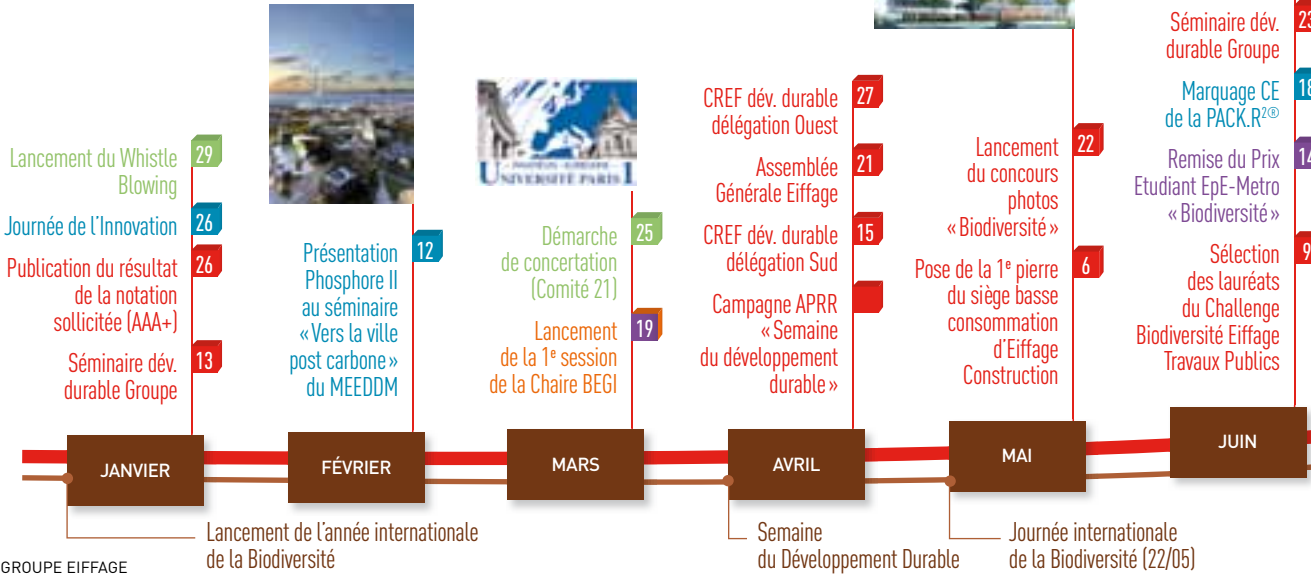 Lancement du Whistle
Blowing
29
Journée de l'Innovation
26
Publication du résultat
de la notation
sollicitée (AAA+)
26
Séminaire dév.
durable Groupe
13
JANVIER
Présentation
Phosphore II
au séminaire
«Vers la ville
post carbone»
du MEEDDM
12
FÉVRIER
UNIVERSITÉ PARIS 1
Démarche
de concertation
(Comité 21)
25
Lancement
de la 1e session
de la Chaire BEGI
19
MARS
CREF dév. durable
délégation Ouest
27
Assemblée
Générale Eiffage
21
CREF dév. durable
délégation Sud
15
Campagne APRR
«Semaine
du développement
durable»
AVRIL
Lancement
du concours
photos
«Biodiversité»
22
Pose de la 1e pierre
du siège basse
consommation
d'Eiffage
Construction
6
MAI
Séminaire dév.
durable Groupe
23
Marquage CE
de la PACK.R2®
18
Remise du Prix
Etudiant EpE-Metro
«Biodiversité»
14
Sélection
des lauréats
du Challenge
Biodiversité Eiffage
Travaux Publics
9
JUIN
Lancement de l'année internationale
de la Biodiversité
Semaine
du Développement Durable
Journée internationale
de la Biodiversité (22/05)
GROUPE EIFFAGE